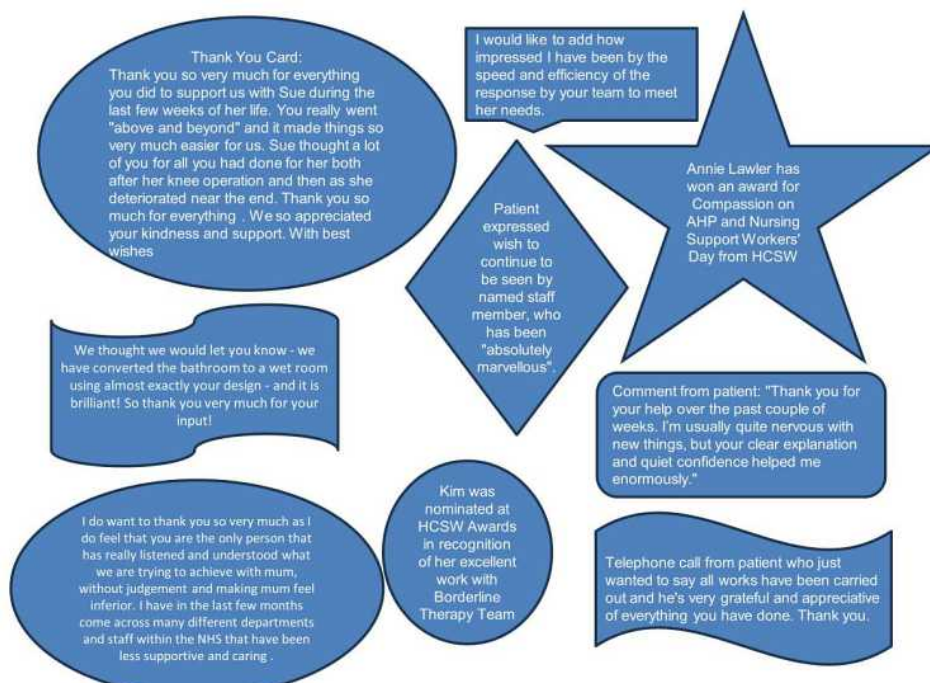 Thank You Card:
Thank you so very much for everything
you did to support us with Sue during the
last few weeks of her life. You really went
"above and beyond" and it made things so
very much easier for us. Sue thought a lot
of you for all you had done for her both
after her knee operation and then as she
deteriorated near the end. Thank you so
much for everything . We so appreciated
your kindness and support. With best
wishes
I would like to add how
impressed I have been by the
speed and efficiency of the
response by your team to meet
her needs.
Annie Lawler has
won an award for
Compassion on
AHP and Nursing
Support Workers'
Day from HCSW
Patient
expressed
wish to
continue to
be seen by
named staff
member, who
has been
"absolutely
marvellous".
We thought we would let you know - we
have converted the bathroom to a wet room
using almost exactly your design - and it is
brilliant! So thank you very much for your
input!
Comment from patient: "Thank you for
your help over the past couple of
weeks. I'm usually quite nervous with
new things, but your clear explanation
and quiet confidence helped me
enormously."
I do want to thank you so very much as I
do feel that you are the only person that
has really listened and understood what
we are trying to achieve with mum,
without judgement and making mum feel
inferior. I have in the last few months
come across many different departments
and staff within the NHS that have been
less supportive and caring .
Kim was
nominated at
HCSW Awards
in recognition
of her excellent
work with
Borderline
Therapy Team
Telephone call from patient who just
wanted to say all works have been carried
out and he's very grateful and appreciative
of everything you have done. Thank you.